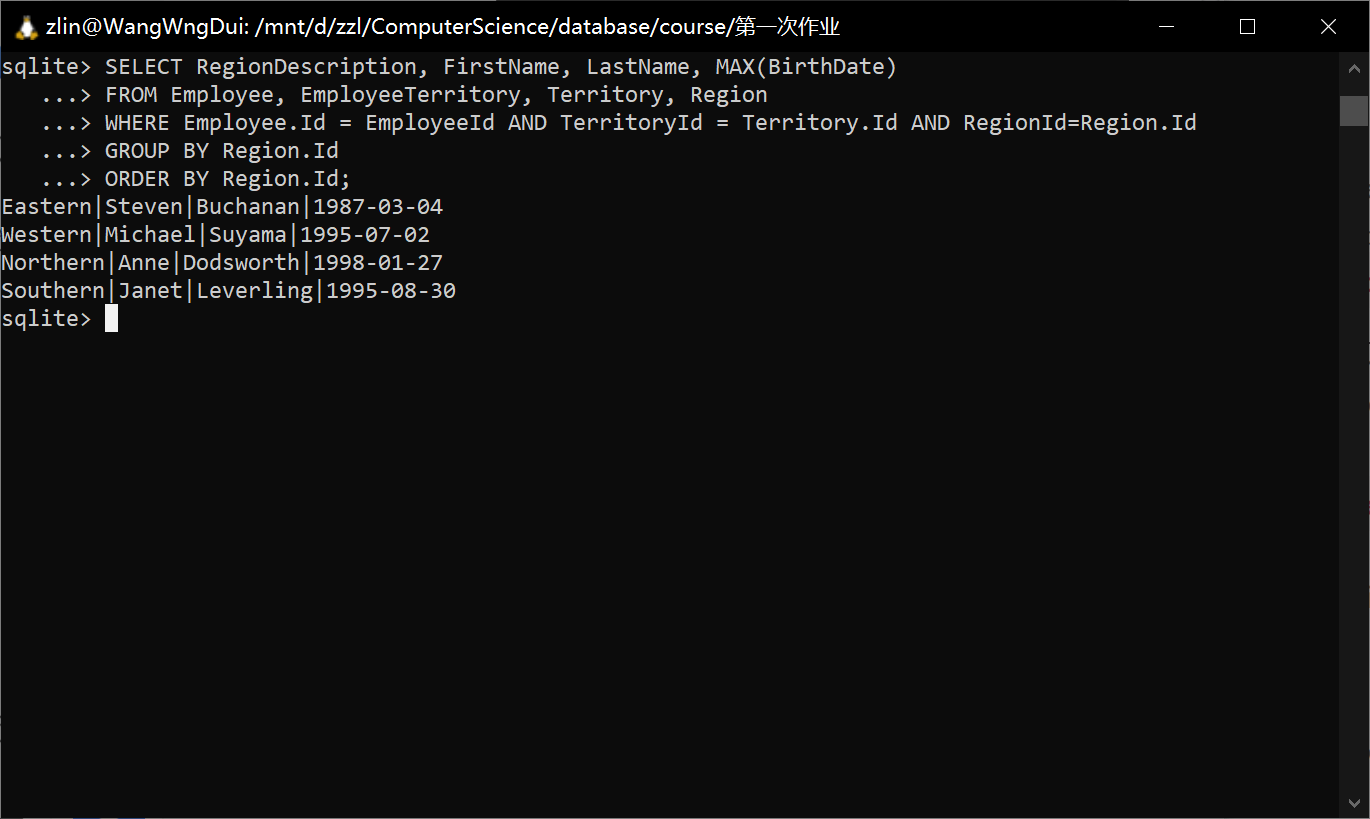 zlin@WangWngDui: /mnt/d/zzl/ComputerScience/database/course/第一次作业
sqlite> SELECT RegionDescription, FirstName, LastName, MAX(BirthDate)
   ...> FROM Employee, EmployeeTerritory, Territory, Region
   ...> WHERE Employee.Id = EmployeeId AND TerritoryId = Territory.Id AND RegionId=Region.Id
   ...> GROUP BY Region.Id
   ...> ORDER BY Region.Id;
Eastern|Steven|Buchanan|1987-03-04
Western|Michael|Suyama|1995-07-02
Northern|Anne|Dodsworth|1998-01-27
Southern|Janet|Leverling|1995-08-30
sqlite>